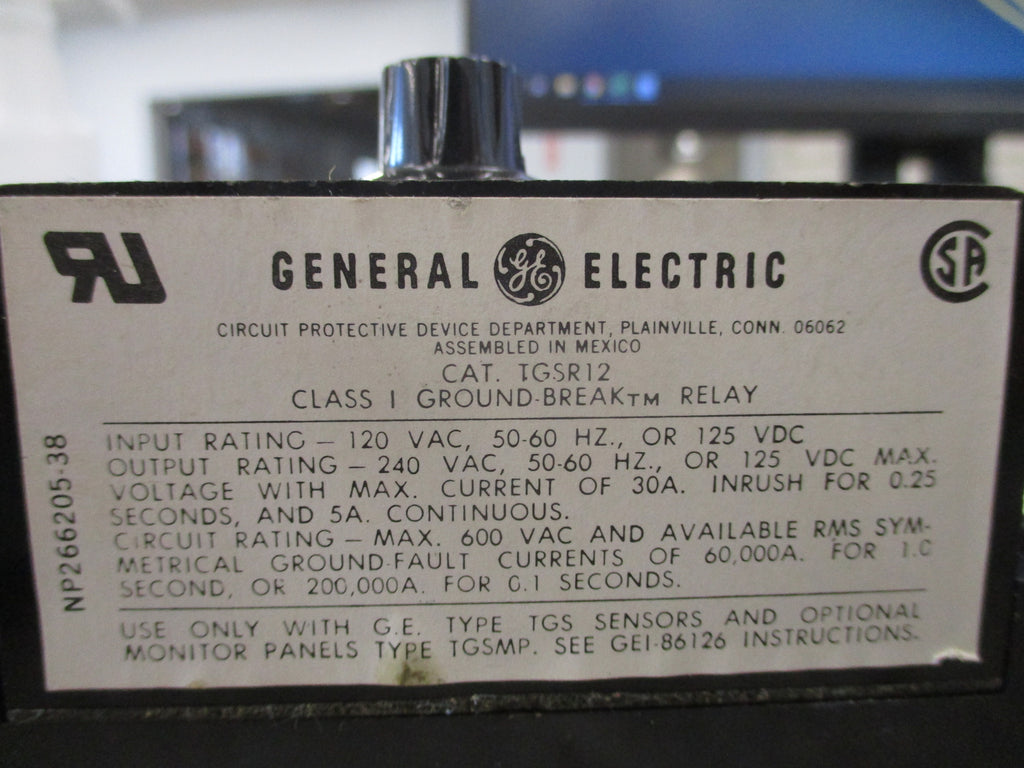 GENERAL GE ELECTRIC
CSA
CIRCUIT PROTECTIVE DEVICE DEPARTMENT, PLAINVILLE, CONN. 06062
ASSEMBLED IN MEXICO
CAT. TGSR12
CLASS I GROUND-BREAK™ RELAY
INPUT RATING – 120 VAC, 50-60 HZ., OR 125 VDC
OUTPUT RATING – 240 VAC, 50-60 HZ., OR 125 VDC MAX.
VOLTAGE WITH MAX. CURRENT OF 30A. INRUSH FOR 0.25
SECONDS, AND 5A. CONTINUOUS.
CIRCUIT RATING – MAX. 600 VAC AND AVAILABLE RMS SYM-
METRICAL GROUND-FAULT CURRENTS OF 60,000A. FOR 1.0
SECOND, OR 200,000A. FOR 0.1 SECONDS.
USE ONLY WITH G.E. TYPE TGS SENSORS AND OPTIONAL
MONITOR PANELS TYPE TGSMP. SEE GEI-86126 INSTRUCTIONS.
NP266205-38